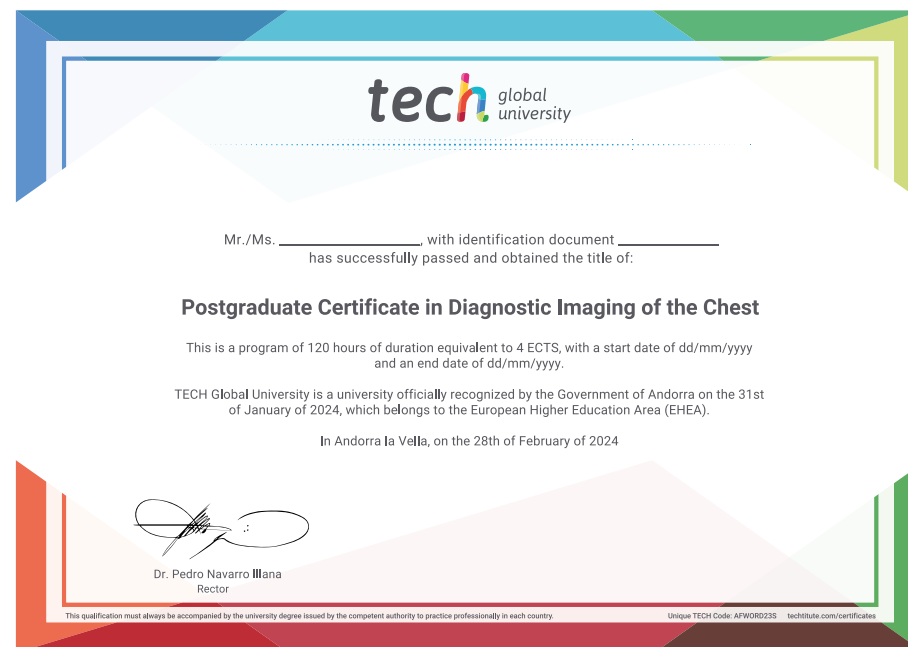 tech global university
Mr./Ms. ____________________, with identification document ______________
has successfully passed and obtained the title of:
Postgraduate Certificate in Diagnostic Imaging of the Chest
This is a program of 120 hours of duration equivalent to 4 ECTS, with a start date of dd/mm/yyyy
and an end date of dd/mm/yyyy.
TECH Global University is a university officially recognized by the Government of Andorra on the 31st
of January of 2024, which belongs to the European Higher Education Area (EHEA).
In Andorra la Vella, on the 28th of February of 2024
Dr. Pedro Navarro Illana
Rector
This qualification must always be accompanied by the university degree issued by the competent authority to practice professionally in each country. Unique TECH Code: AFWORD23S techtitute.com/certificates